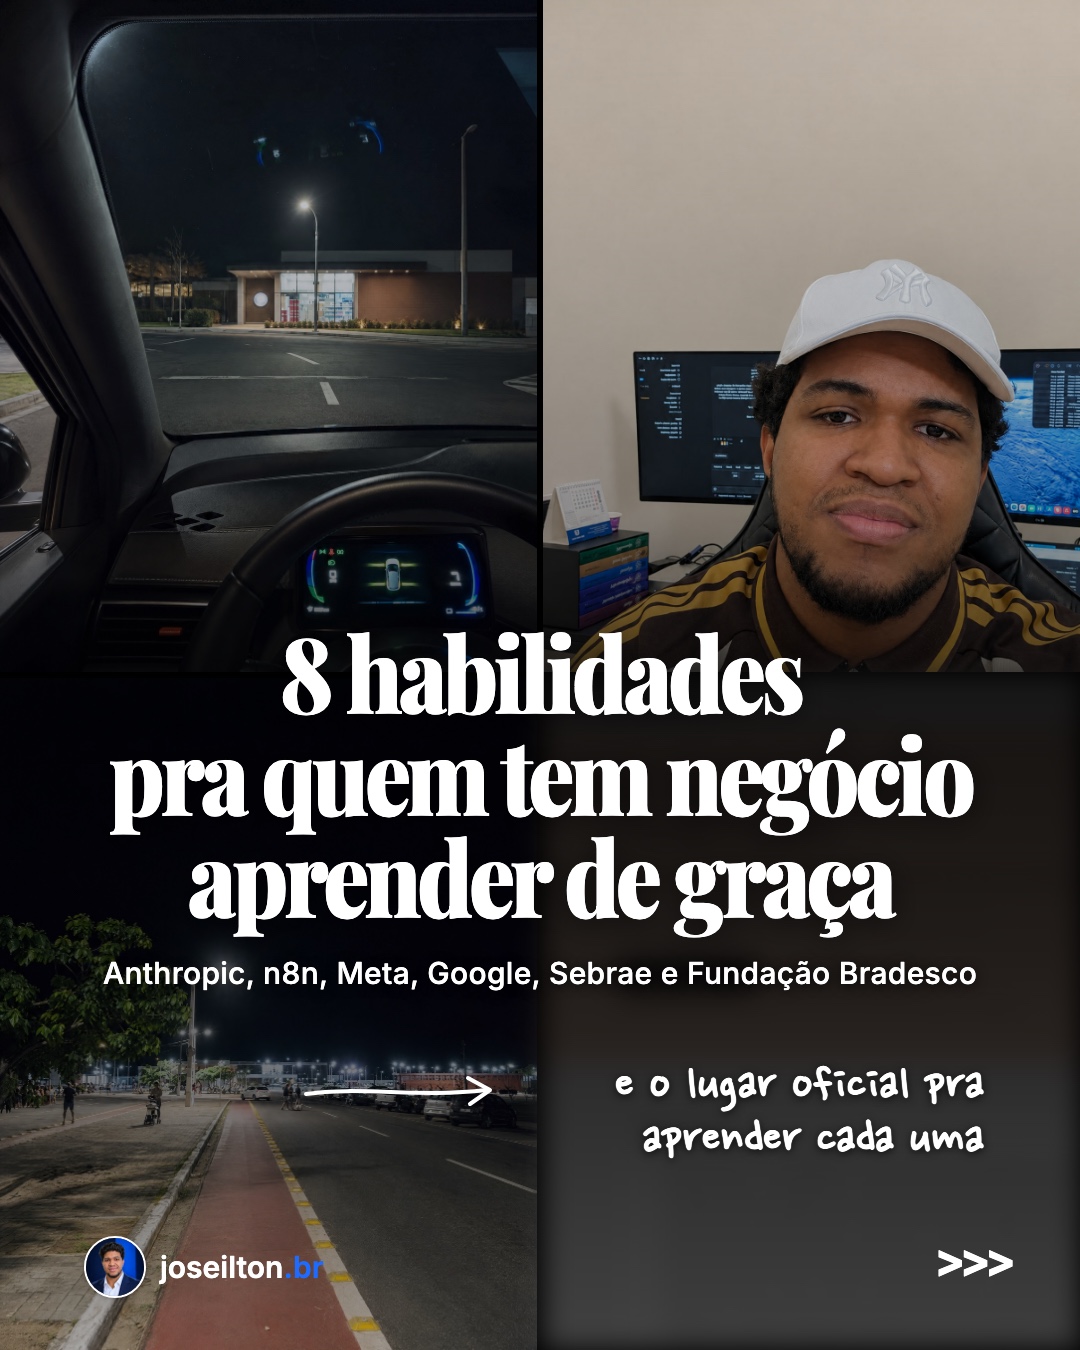 8 habilidades
pra quem tem negócio
aprender de graça
Anthropic, n8n, Meta, Google, Sebrae e Fundação Bradesco
e o lugar oficial pra
aprender cada uma
joseilton.br
>>>